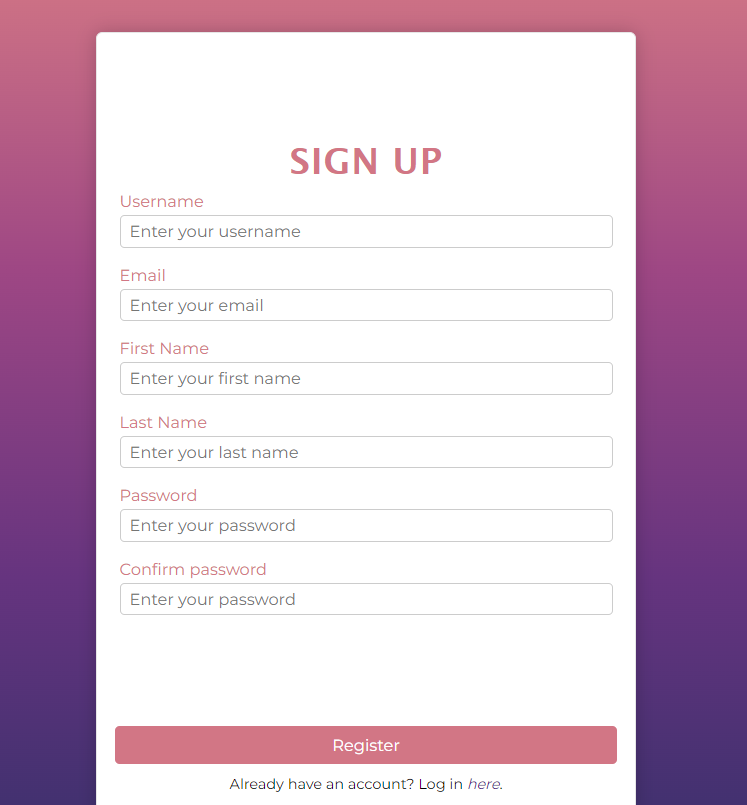 SIGN UP
Username
Enter your username
Email
Enter your email
First Name
Enter your first name
Last Name
Enter your last name
Password
Enter your password
Confirm password
Enter your password
Register
Already have an account? Log in here.